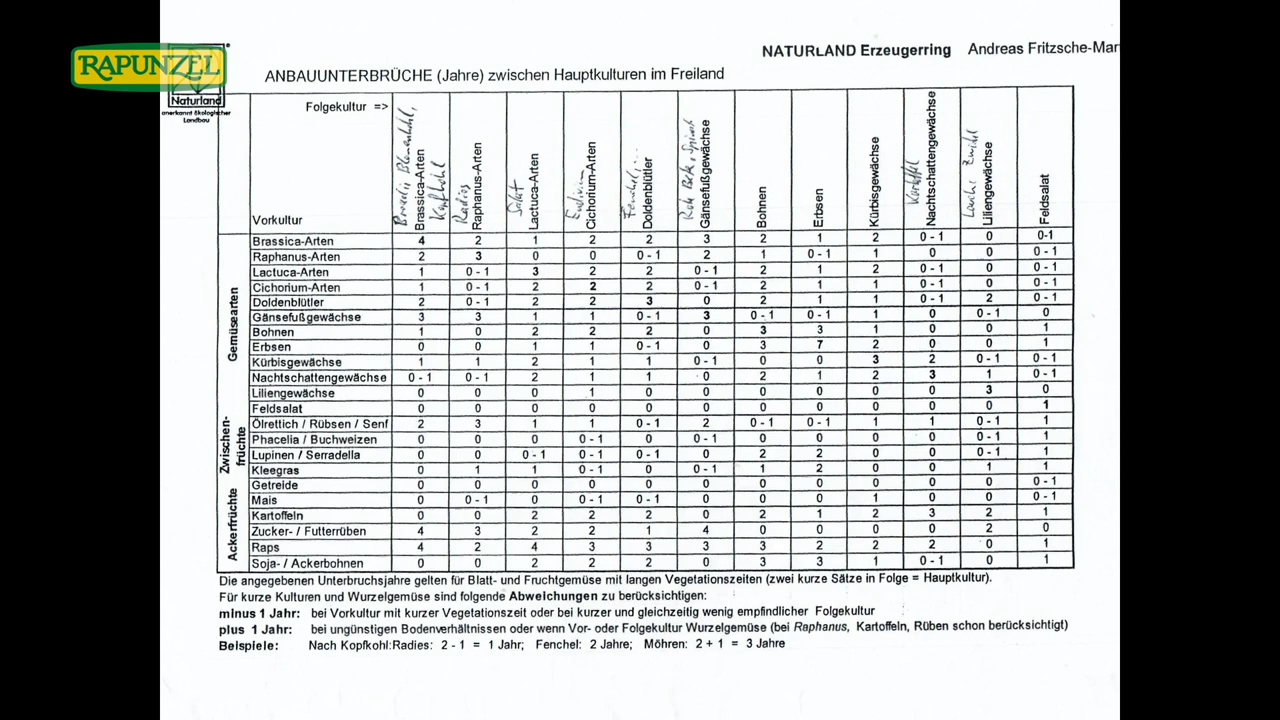 RAPUNZEL
Naturland
anerkannt ökologischer
Landbau
NATURLAND Erzeugerring Andreas Fritzsche-Mar
ANBAUUNTERBRÜCHE (Jahre) zwischen Hauptkulturen im Freiland
Folgekultur =>
Vorkultur
Blumenkohl,
Brassica-Arten
Kopfkohl
Radies
Raphanus-Arten
Salat
Lactuca-Arten
Endivien
Cichorium-Arten
Fenchel, ...
Doldenblütler
Rote Bete, Spinat
Gänsefußgewächse
Bohnen
Erbsen
Kürbisgewächse
Kartoffel
Nachtschattengewächse
Lauch Zwiebel
Liliengewächse
Feldsalat
Gemüsearten
Brassica-Arten 4 2 1 2 2 3 2 1 2 0 - 1 0 0-1
Raphanus-Arten 2 3 0 0 0 - 1 2 1 0 - 1 1 0 0 0 - 1
Lactuca-Arten 1 0 - 1 3 2 2 0 - 1 2 1 2 0 - 1 0 0 - 1
Cichorium-Arten 1 0 - 1 2 2 2 0 - 1 2 1 1 0 - 1 0 0 - 1
Doldenblütler 2 0 - 1 2 2 3 0 2 1 1 0 - 1 2 0 - 1
Gänsefußgewächse 3 3 1 1 0 - 1 3 0 - 1 0 - 1 1 0 0 - 1 0
Bohnen 1 0 2 2 2 0 3 3 1 0 0 1
Erbsen 0 0 1 1 0 - 1 0 3 7 2 0 0 1
Kürbisgewächse 1 1 2 1 1 0 - 1 0 0 3 2 0 - 1 0 - 1
Nachtschattengewächse 0 - 1 0 - 1 2 1 1 0 2 1 2 3 1 0 - 1
Liliengewächse 0 0 0 1 0 0 0 0 0 0 3 0
Feldsalat 0 0 0 0 0 0 0 0 0 0 0 1
Zwischen-
früchte
Ölrettich / Rübsen / Senf 2 3 1 1 0 - 1 2 0 - 1 0 - 1 1 1 0 - 1 1
Phacelia / Buchweizen 0 0 0 0 - 1 0 0 - 1 0 0 0 0 0 - 1 1
Lupinen / Serradella 0 0 0 - 1 0 - 1 0 - 1 0 2 2 0 0 0 - 1 1
Kleegras 0 1 1 0 - 1 0 0 - 1 1 2 0 0 1 1
Ackerfrüchte
Getreide 0 0 0 0 0 0 0 0 0 0 0 0 - 1
Mais 0 0 - 1 0 0 - 1 0 - 1 0 0 0 1 0 0 0 - 1
Kartoffeln 0 0 2 2 2 0 2 1 2 3 2 1
Zucker- / Futterrüben 4 3 2 2 1 4 0 0 0 0 2 0
Raps 4 2 4 3 3 3 3 2 2 2 0 1
Soja- / Ackerbohnen 0 0 2 2 2 0 3 3 1 0 - 1 0 1
Die angegebenen Unterbruchsjahre gelten für Blatt- und Fruchtgemüse mit langen Vegetationszeiten (zwei kurze Sätze in Folge = Hauptkultur).
Für kurze Kulturen und Wurzelgemüse sind folgende Abweichungen zu berücksichtigen:
minus 1 Jahr: bei Vorkultur mit kurzer Vegetationszeit oder bei kurzer und gleichzeitig wenig empfindlicher Folgekultur
plus 1 Jahr: bei ungünstigen Bodenverhältnissen oder wenn Vor- oder Folgekultur Wurzelgemüse (bei Raphanus, Kartoffeln, Rüben schon berücksichtigt)
Beispiele: Nach Kopfkohl:Radies: 2 - 1 = 1 Jahr; Fenchel: 2 Jahre; Möhren: 2 + 1 = 3 Jahre